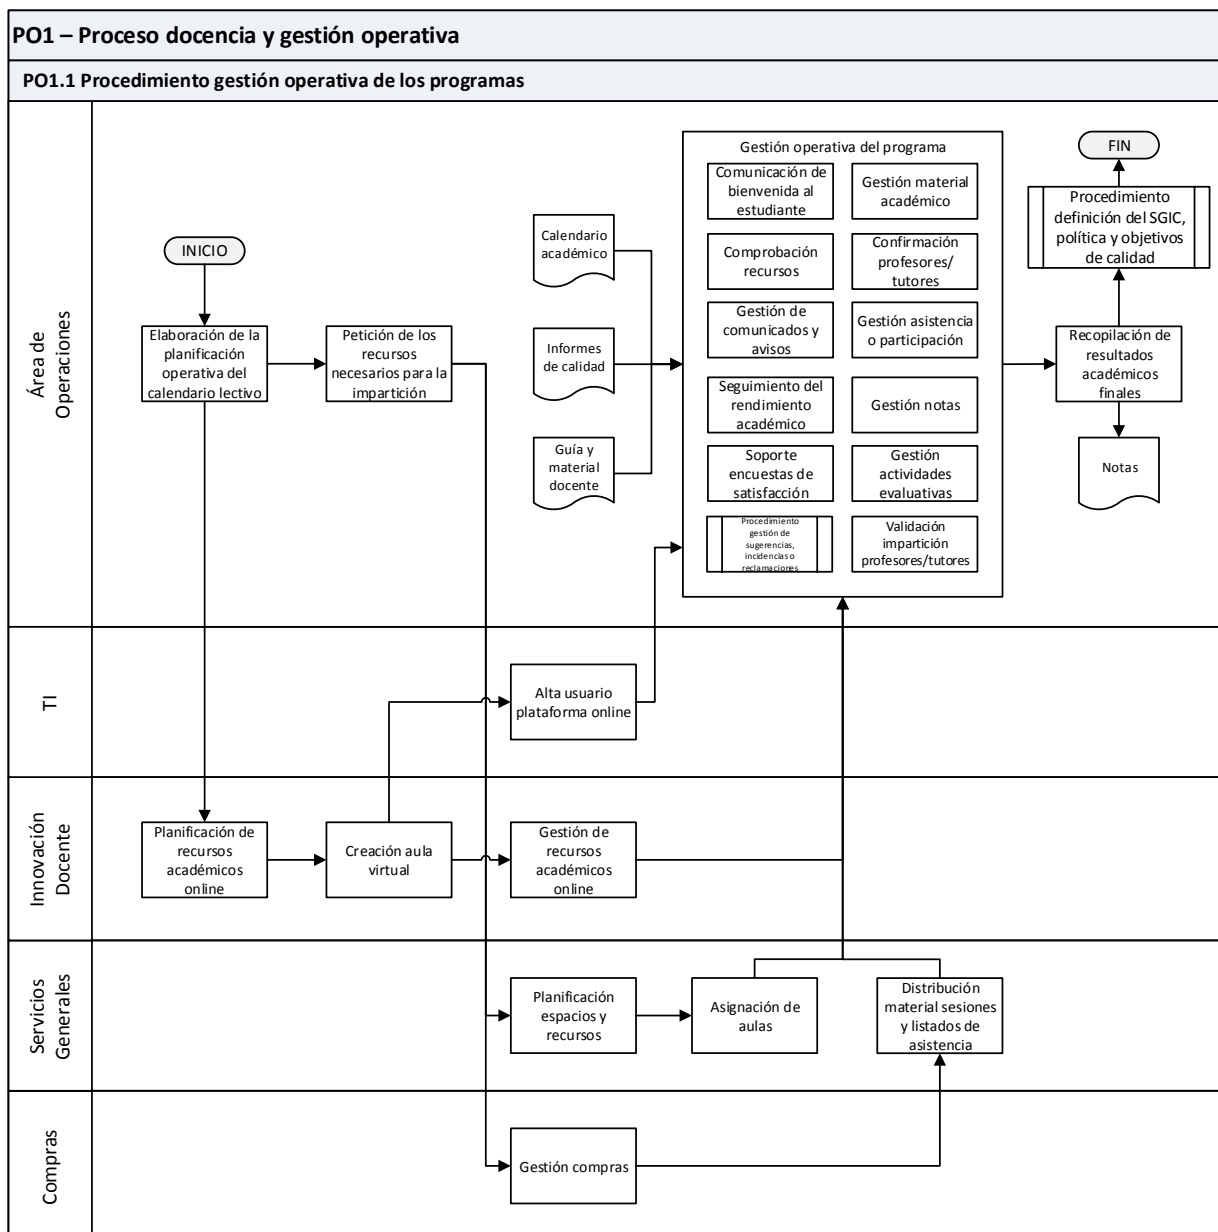 PO1 – Proceso docencia y gestión operativa
PO1.1 Procedimiento gestión operativa de los programas
Área de
Operaciones
INICIO
Elaboración de la
planificación
operativa del
calendario lectivo
Petición de los
recursos
necesarios para la
impartición
Calendario
académico
Informes
de calidad
Guía y
material
docente
Gestión operativa del programa
Comunicación de
bienvenida al
estudiante
Gestión material
académico
Comprobación
recursos
Confirmación
profesores/
tutores
Gestión de
comunicados y
avisos
Gestión asistencia
o participación
Seguimiento del
rendimiento
académico
Gestión notas
Soporte
encuestas de
satisfacción
Gestión
actividades
evaluativas
Procedimiento
gestión de
sugerencias,
incidencias o
reclamaciones
Validación
impartición
profesores/tutores
FIN
Procedimiento
definición del SGIC,
política y objetivos
de calidad
Recopilación de
resultados
académicos
finales
Notas
TI
Alta usuario
plataforma online
Innovación
Docente
Planificación de
recursos
académicos
online
Creación aula
virtual
Gestión de
recursos
académicos
online
Servicios
Generales
Planificación
espacios y
recursos
Asignación de
aulas
Distribución
material sesiones
y listados de
asistencia
Compras
Gestión compras